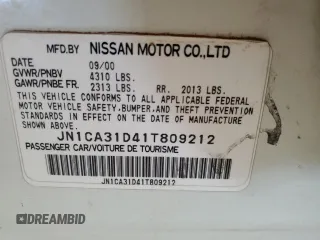 MFD.BY NISSAN MOTOR CO.,LTD
DATE 09/00
GVWR/PNBV 4310 LBS.
GAWR/PNBE FR. 2313 LBS. RR. 2013 LBS.
THIS VEHICLE CONFORMS TO ALL APPLICABLE FEDERAL
MOTOR VEHICLE SAFETY,BUMPER,AND THEFT PREVENTION
STANDARDS IN EFFECT ON THE DATE OF
MANUFACTURE SHOWN ABOVE.
JN1CA31D41T809212
PASSENGER CAR/VOITURE DE TOURISME
JN1CA31D41T809212
DREAMBID